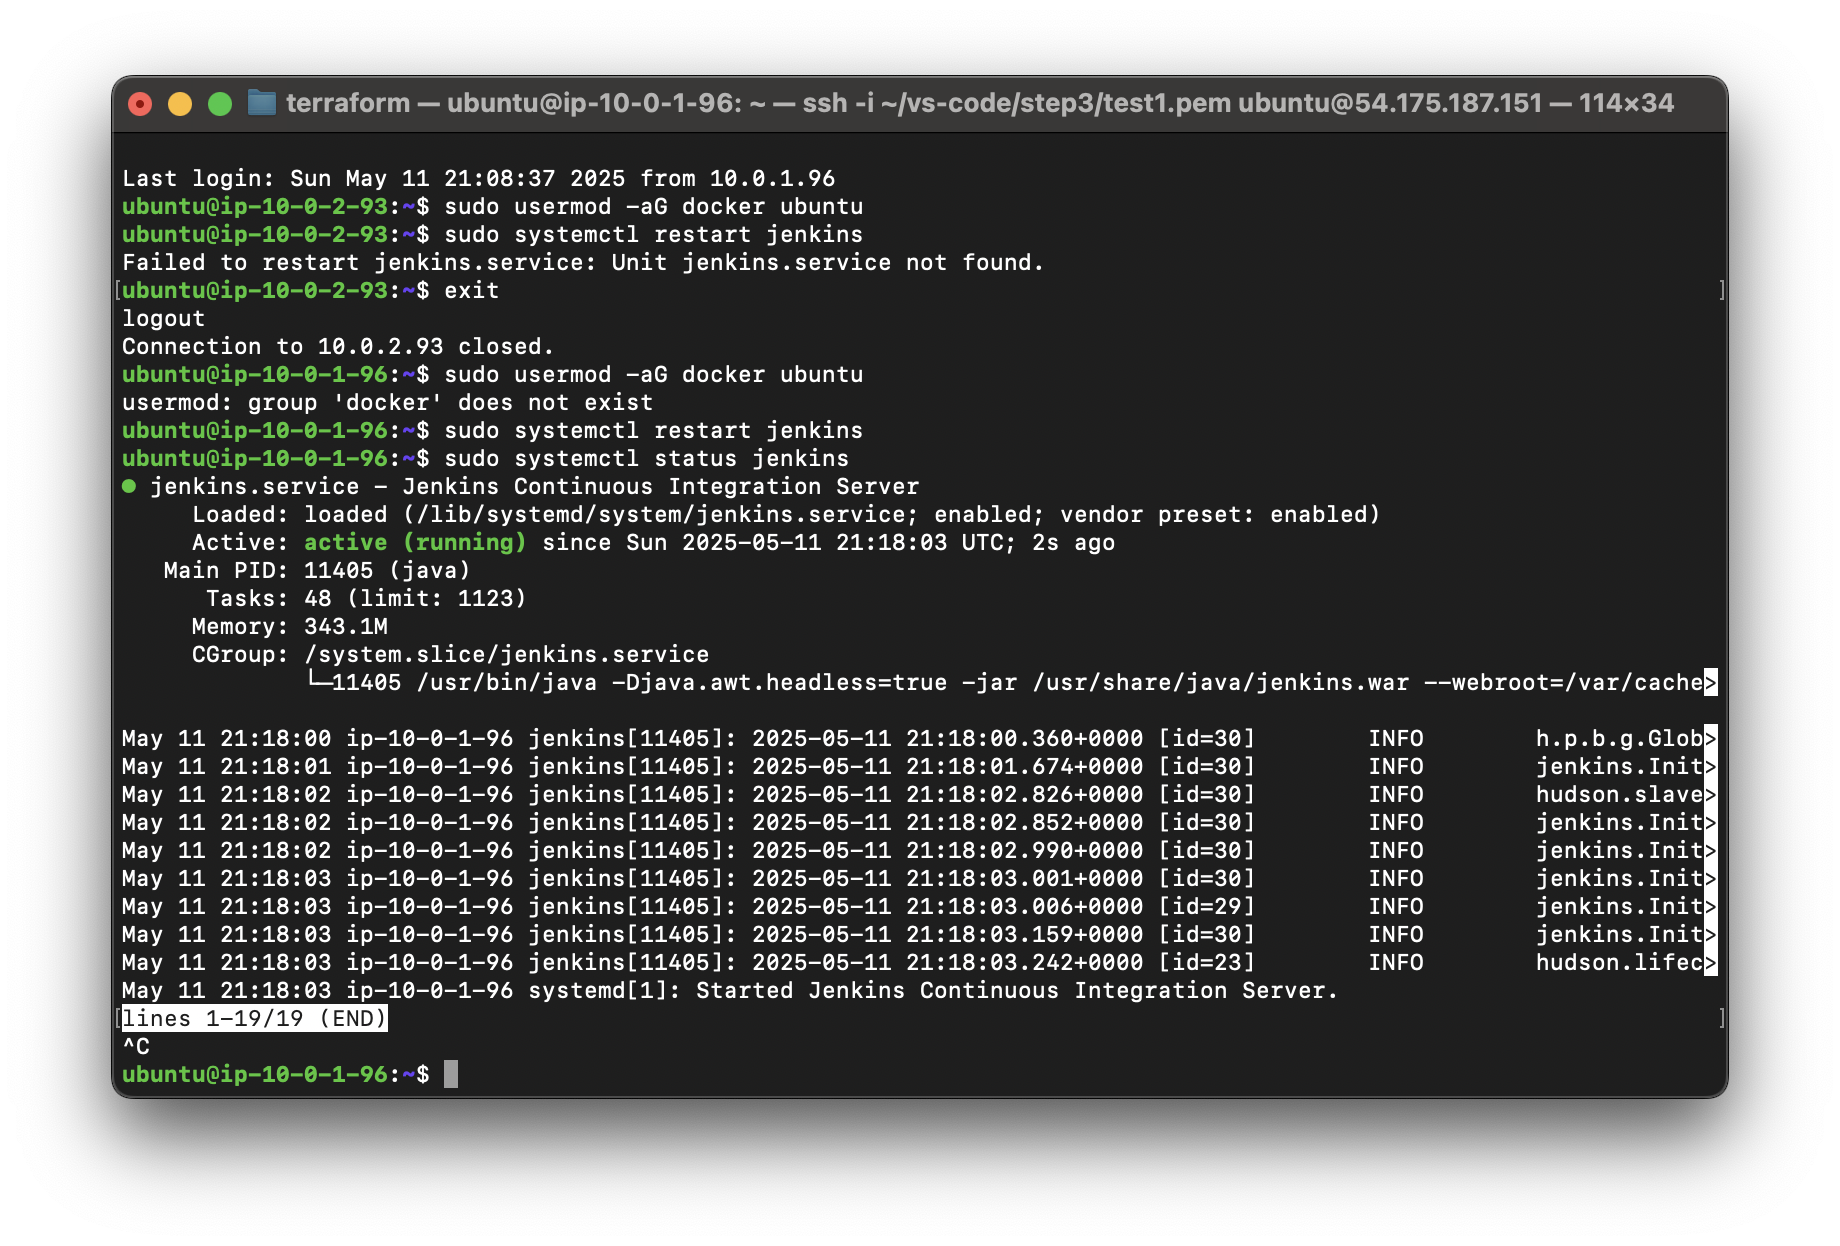 terraform — ubuntu@ip-10-0-1-96: ~ — ssh -i ~/vs-code/step3/test1.pem ubuntu@54.175.187.151 — 114×34
Last login: Sun May 11 21:08:37 2025 from 10.0.1.96
ubuntu@ip-10-0-2-93:~$ sudo usermod -aG docker ubuntu
ubuntu@ip-10-0-2-93:~$ sudo systemctl restart jenkins
Failed to restart jenkins.service: Unit jenkins.service not found.
[ubuntu@ip-10-0-2-93:~$ exit ]
logout
Connection to 10.0.2.93 closed.
ubuntu@ip-10-0-1-96:~$ sudo usermod -aG docker ubuntu
usermod: group 'docker' does not exist
ubuntu@ip-10-0-1-96:~$ sudo systemctl restart jenkins
ubuntu@ip-10-0-1-96:~$ sudo systemctl status jenkins
● jenkins.service - Jenkins Continuous Integration Server
     Loaded: loaded (/lib/systemd/system/jenkins.service; enabled; vendor preset: enabled)
     Active: active (running) since Sun 2025-05-11 21:18:03 UTC; 2s ago
   Main PID: 11405 (java)
      Tasks: 48 (limit: 1123)
     Memory: 343.1M
     CGroup: /system.slice/jenkins.service
             └─11405 /usr/bin/java -Djava.awt.headless=true -jar /usr/share/java/jenkins.war --webroot=/var/cache>
May 11 21:18:00 ip-10-0-1-96 jenkins[11405]: 2025-05-11 21:18:00.360+0000 [id=30]        INFO        h.p.b.g.Glob>
May 11 21:18:01 ip-10-0-1-96 jenkins[11405]: 2025-05-11 21:18:01.674+0000 [id=30]        INFO        jenkins.Init>
May 11 21:18:02 ip-10-0-1-96 jenkins[11405]: 2025-05-11 21:18:02.826+0000 [id=30]        INFO        hudson.slave>
May 11 21:18:02 ip-10-0-1-96 jenkins[11405]: 2025-05-11 21:18:02.852+0000 [id=30]        INFO        jenkins.Init>
May 11 21:18:02 ip-10-0-1-96 jenkins[11405]: 2025-05-11 21:18:02.990+0000 [id=30]        INFO        jenkins.Init>
May 11 21:18:03 ip-10-0-1-96 jenkins[11405]: 2025-05-11 21:18:03.001+0000 [id=30]        INFO        jenkins.Init>
May 11 21:18:03 ip-10-0-1-96 jenkins[11405]: 2025-05-11 21:18:03.006+0000 [id=29]        INFO        jenkins.Init>
May 11 21:18:03 ip-10-0-1-96 jenkins[11405]: 2025-05-11 21:18:03.159+0000 [id=30]        INFO        jenkins.Init>
May 11 21:18:03 ip-10-0-1-96 jenkins[11405]: 2025-05-11 21:18:03.242+0000 [id=23]        INFO        hudson.lifec>
May 11 21:18:03 ip-10-0-1-96 systemd[1]: Started Jenkins Continuous Integration Server.
[lines 1-19/19 (END) ]
^C
ubuntu@ip-10-0-1-96:~$